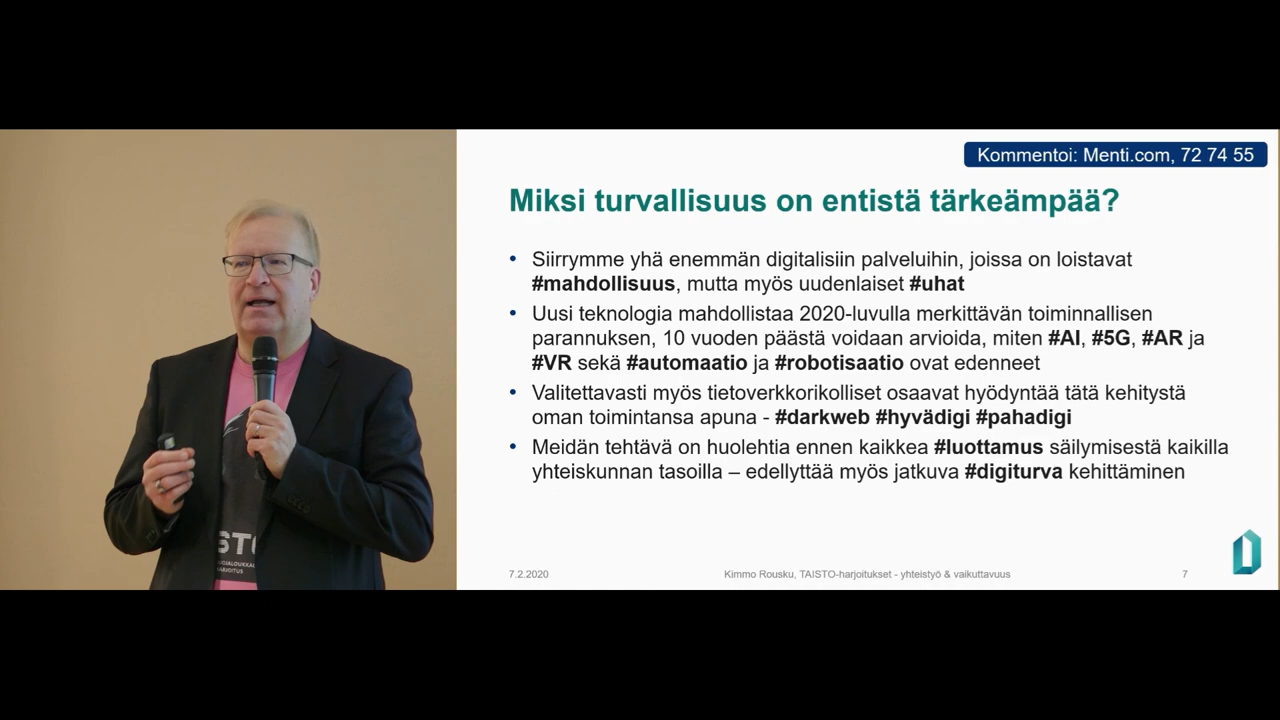 Kommentoi: Menti.com, 72 74 55
Miksi turvallisuus on entistä tärkeämpää?
• Siirrymme yhä enemmän digitalisiin palveluihin, joissa on loistavat
#mahdollisuus, mutta myös uudenlaiset #uhat
• Uusi teknologia mahdollistaa 2020-luvulla merkittävän toiminnallisen
parannuksen, 10 vuoden päästä voidaan arvioida, miten #AI, #5G, #AR ja
#VR sekä #automaatio ja #robotisaatio ovat edenneet
• Valitettavasti myös tietoverkkorikolliset osaavat hyödyntää tätä kehitystä
oman toimintansa apuna - #darkweb #hyvädigi #pahadigi
• Meidän tehtävä on huolehtia ennen kaikkea #luottamus säilymisestä kaikilla
yhteiskunnan tasoilla – edellyttää myös jatkuva #digiturva kehittäminen
7.2.2020 Kimmo Rousku, TAISTO-harjoitukset - yhteistyö & vaikuttavuus 7